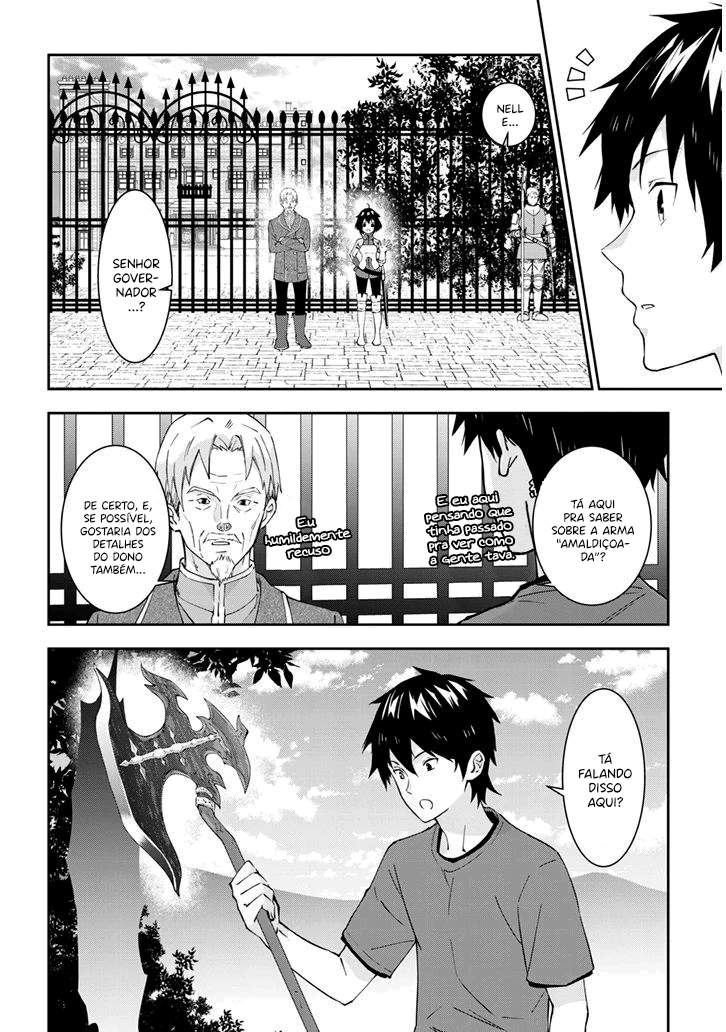 NELL
E...
SENHOR
GOVER-
NADOR
...?
TÁ AQUI
PRA SABER
SOBRE A ARMA
"AMALDIÇOA-
DA"?
E eu aqui
pensando que
tinha passado
pra ver como
a gente tava.
Eu
humildemente
recuso
DE CERTO, E,
SE POSSÍVEL,
GOSTARIA DOS
DETALHES
DO DONO
TAMBÉM...
TÁ
FALANDO
DISSO
AQUI?